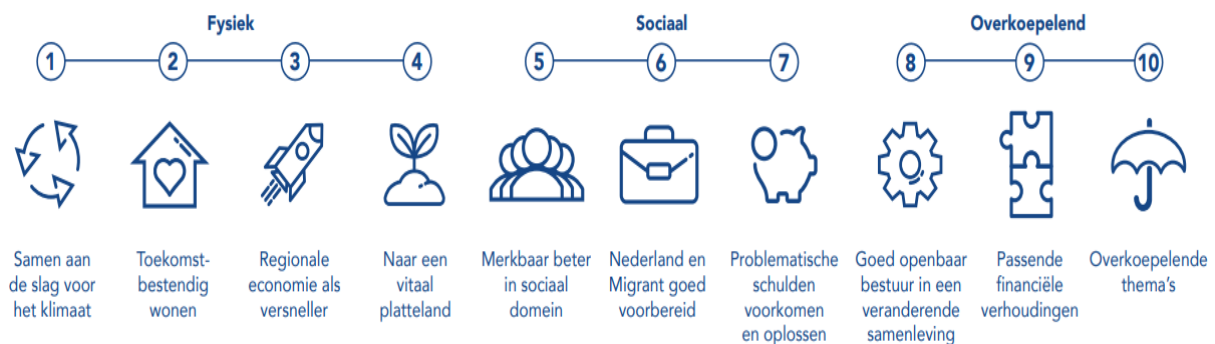 Fysiek
Sociaal
Overkoepelend
1
2
3
4
5
6
7
8
9
10
Samen aan
de slag voor
het klimaat
Toekomst-
bestendig
wonen
Regionale
economie als
versneller
Naar een
vitaal
platteland
Merkbaar beter
in sociaal
domein
Nederland en
Migrant goed
voorbereid
Problematische
schulden
voorkomen
en oplossen
Goed openbaar
bestuur in een
veranderende
samenleving
Passende
financiële
verhoudingen
Overkoepelende
thema's